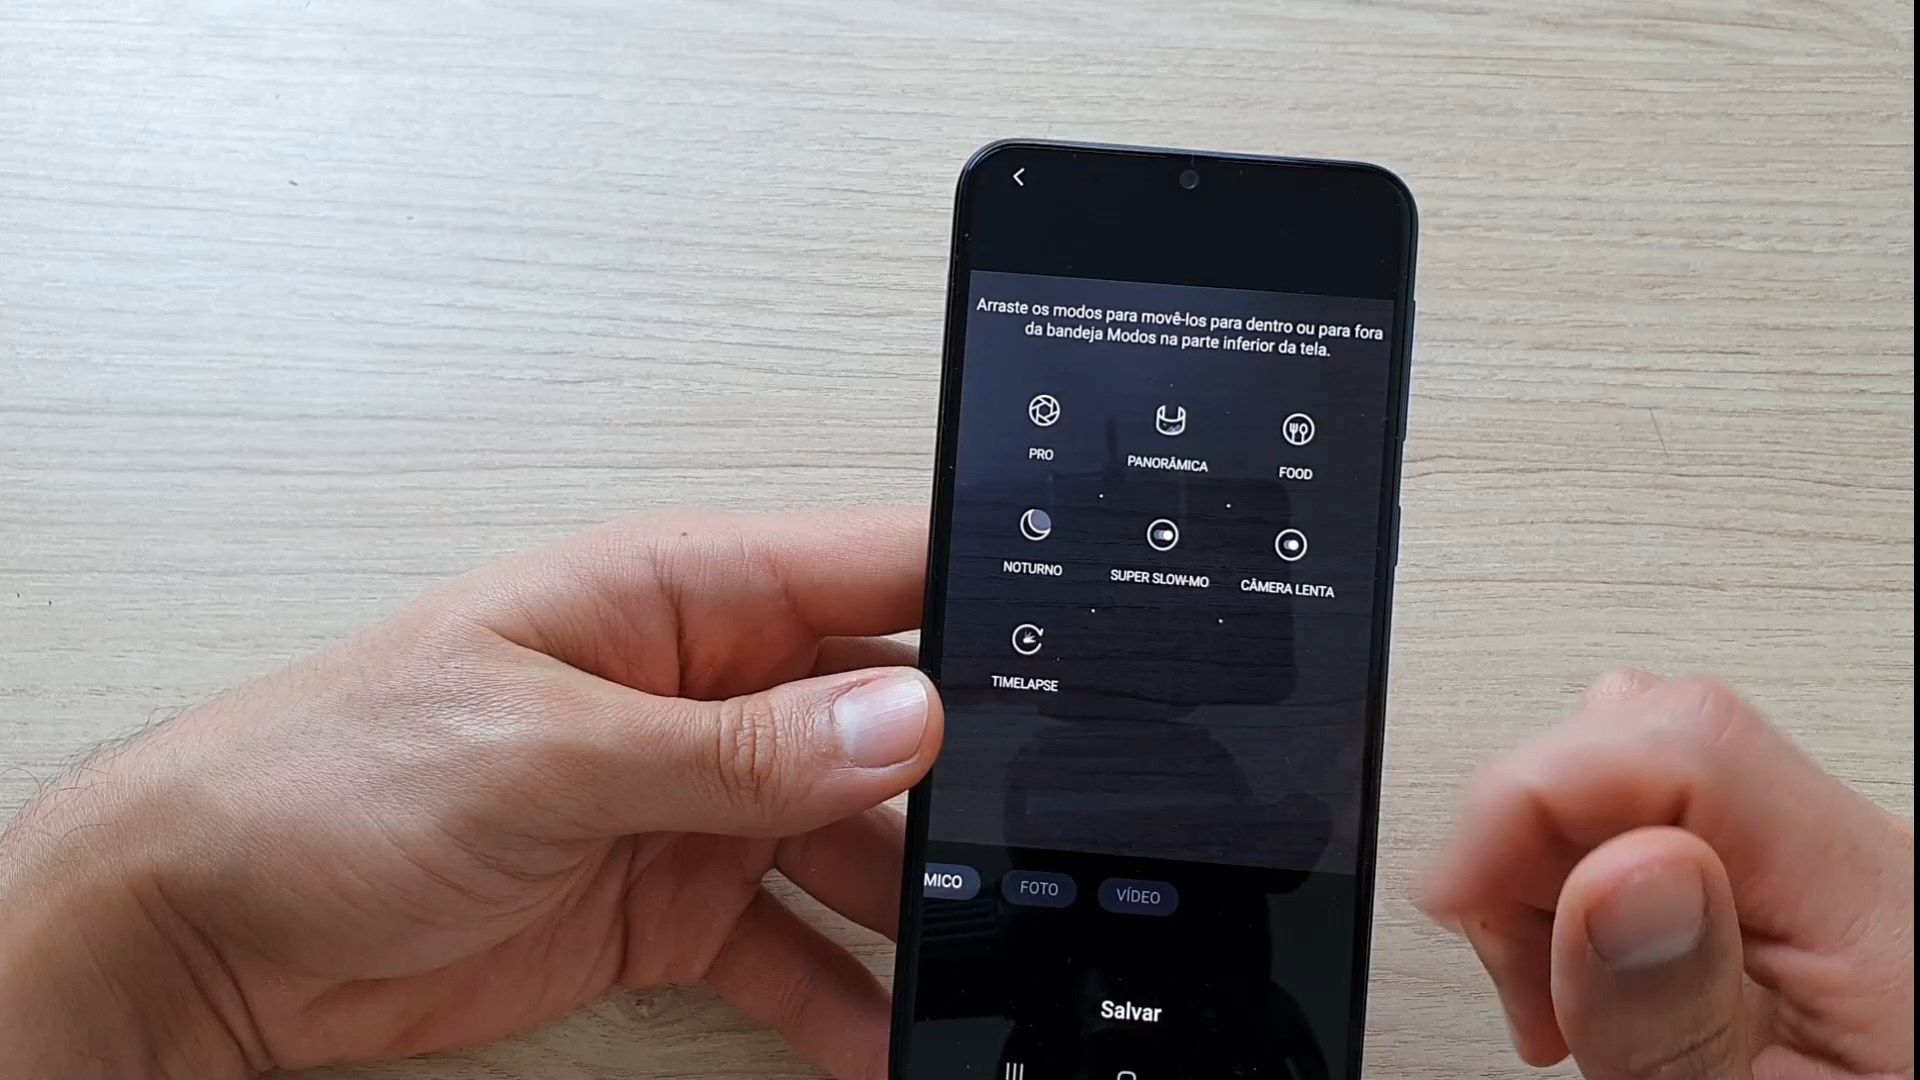 Arraste os modos para movê-los para dentro ou para fora
da bandeja Modos na parte inferior da tela.
PRO
PANORÂMICA
FOOD
NOTURNO
SUPER SLOW-MO
CÂMERA LENTA
TIMELAPSE
MICO
FOTO
VÍDEO
Salvar